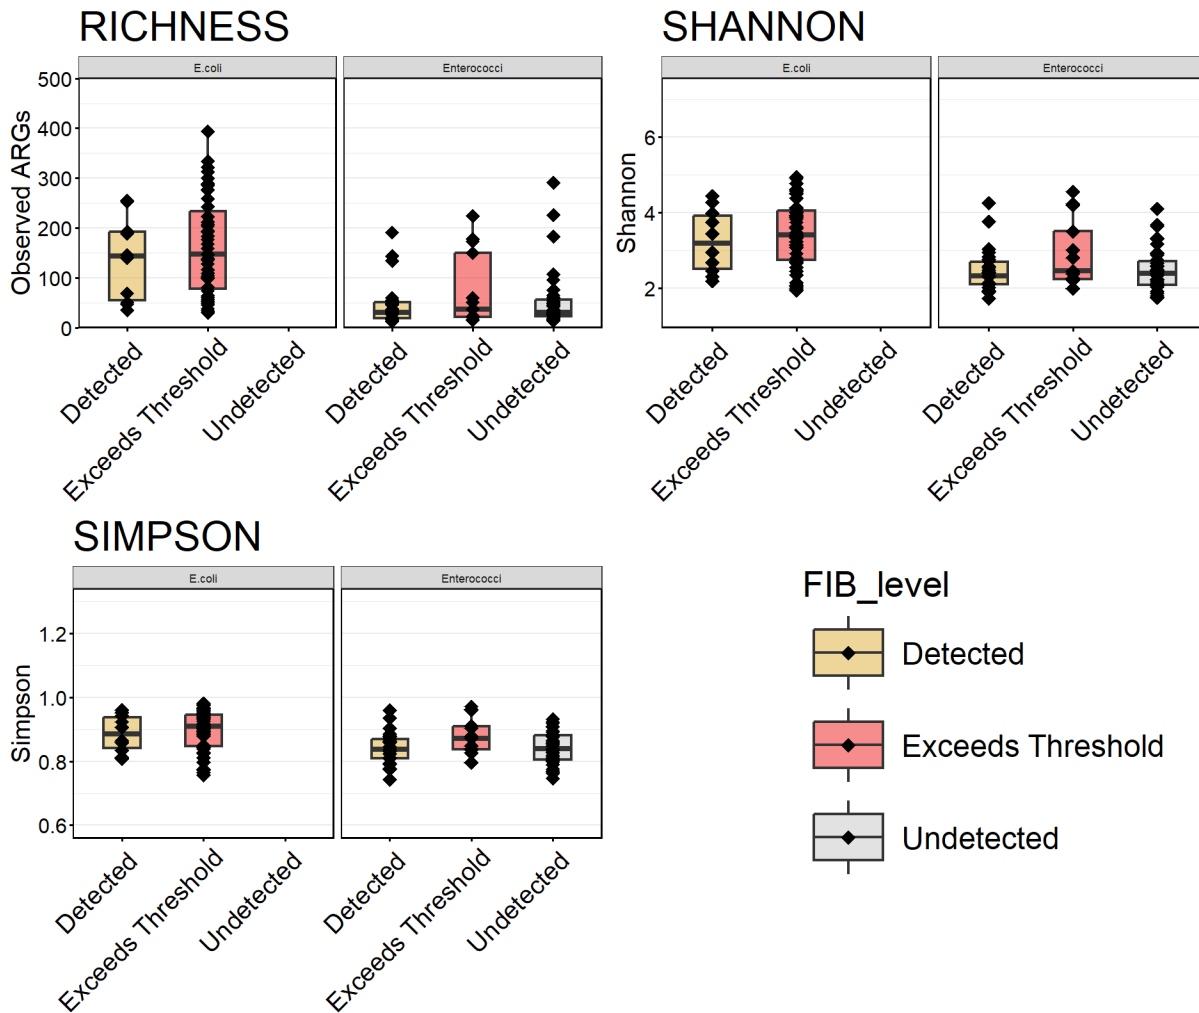 RICHNESS
E.coli
Enterococci
Observed ARGs
500
400
300
200
100
0
Detected
Exceeds Threshold
Undetected
Detected
Exceeds Threshold
Undetected
SHANNON
E.coli
Enterococci
Shannon
6
4
2
Detected
Exceeds Threshold
Undetected
Detected
Exceeds Threshold
Undetected
SIMPSON
E.coli
Enterococci
Simpson
1.2
1.0
0.8
0.6
Detected
Exceeds Threshold
Undetected
Detected
Exceeds Threshold
Undetected
FIB_level
Detected
Exceeds Threshold
Undetected